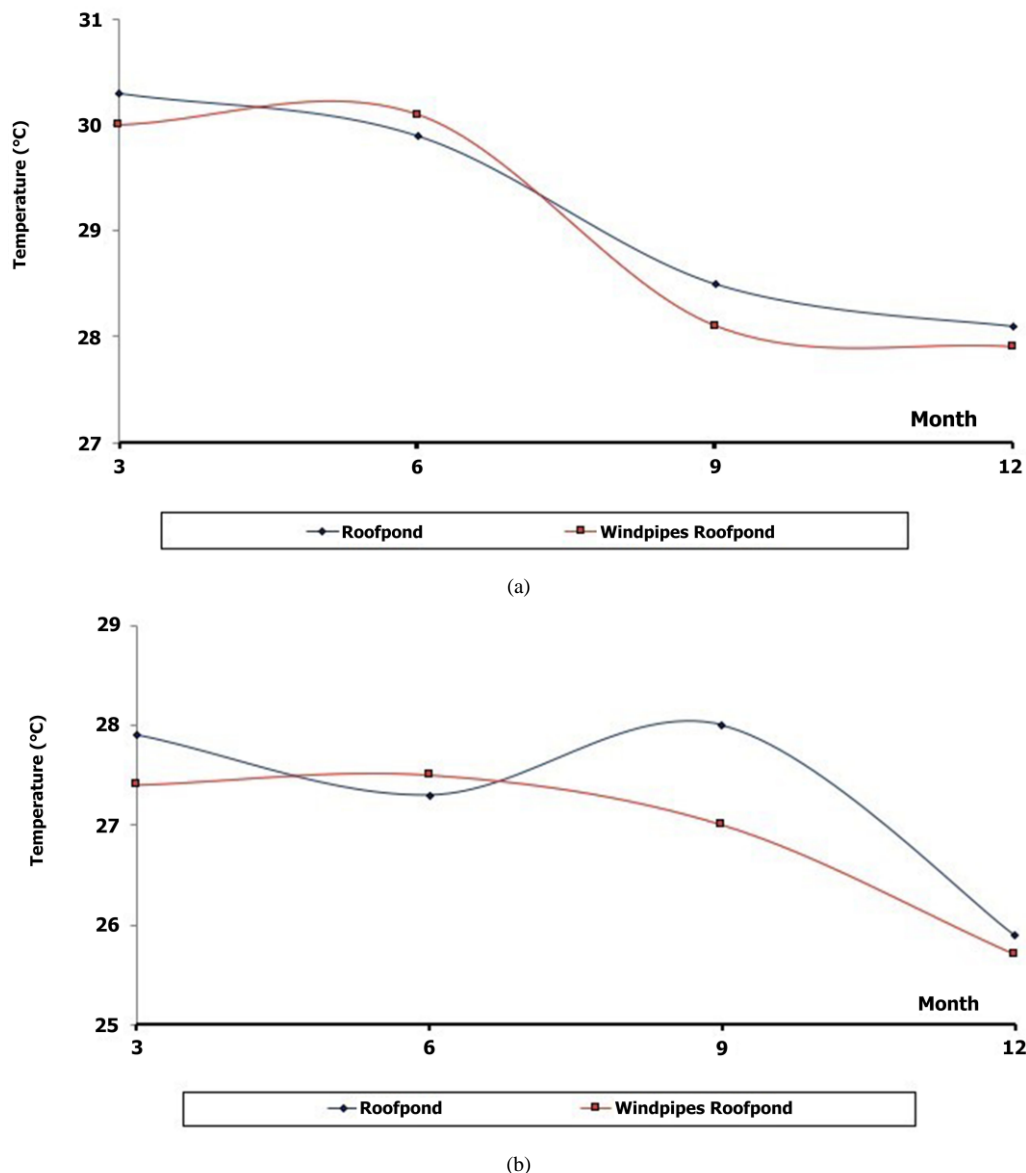 31
30
29
28
27
Temperature (°C)
Month
3 6 9 12
Roofpond Windpipes Roofpond
(a)
29
28
27
26
25
Temperature (°C)
Month
3 6 9 12
Roofpond Windpipes Roofpond
(b)